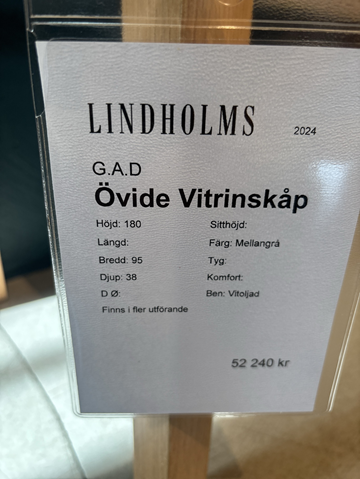 LINDHOLMS 2024
G.A.D
Övide Vitrinskåp
Höjd: 180 Sitthöjd:
Längd: Färg: Mellangrå
Bredd: 95 Tyg:
Djup: 38 Komfort:
D Ø: Ben: Vitoljad
Finns i fler utförande
52 240 kr